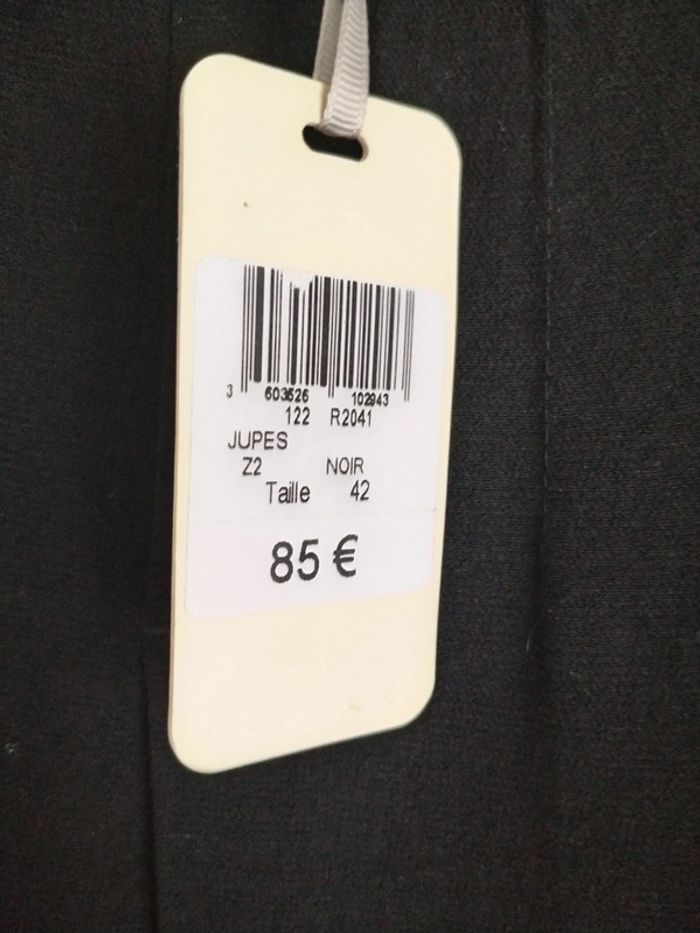 3 603526 102943
122 R2041
JUPES
Z2 NOIR
Taille 42
85 €